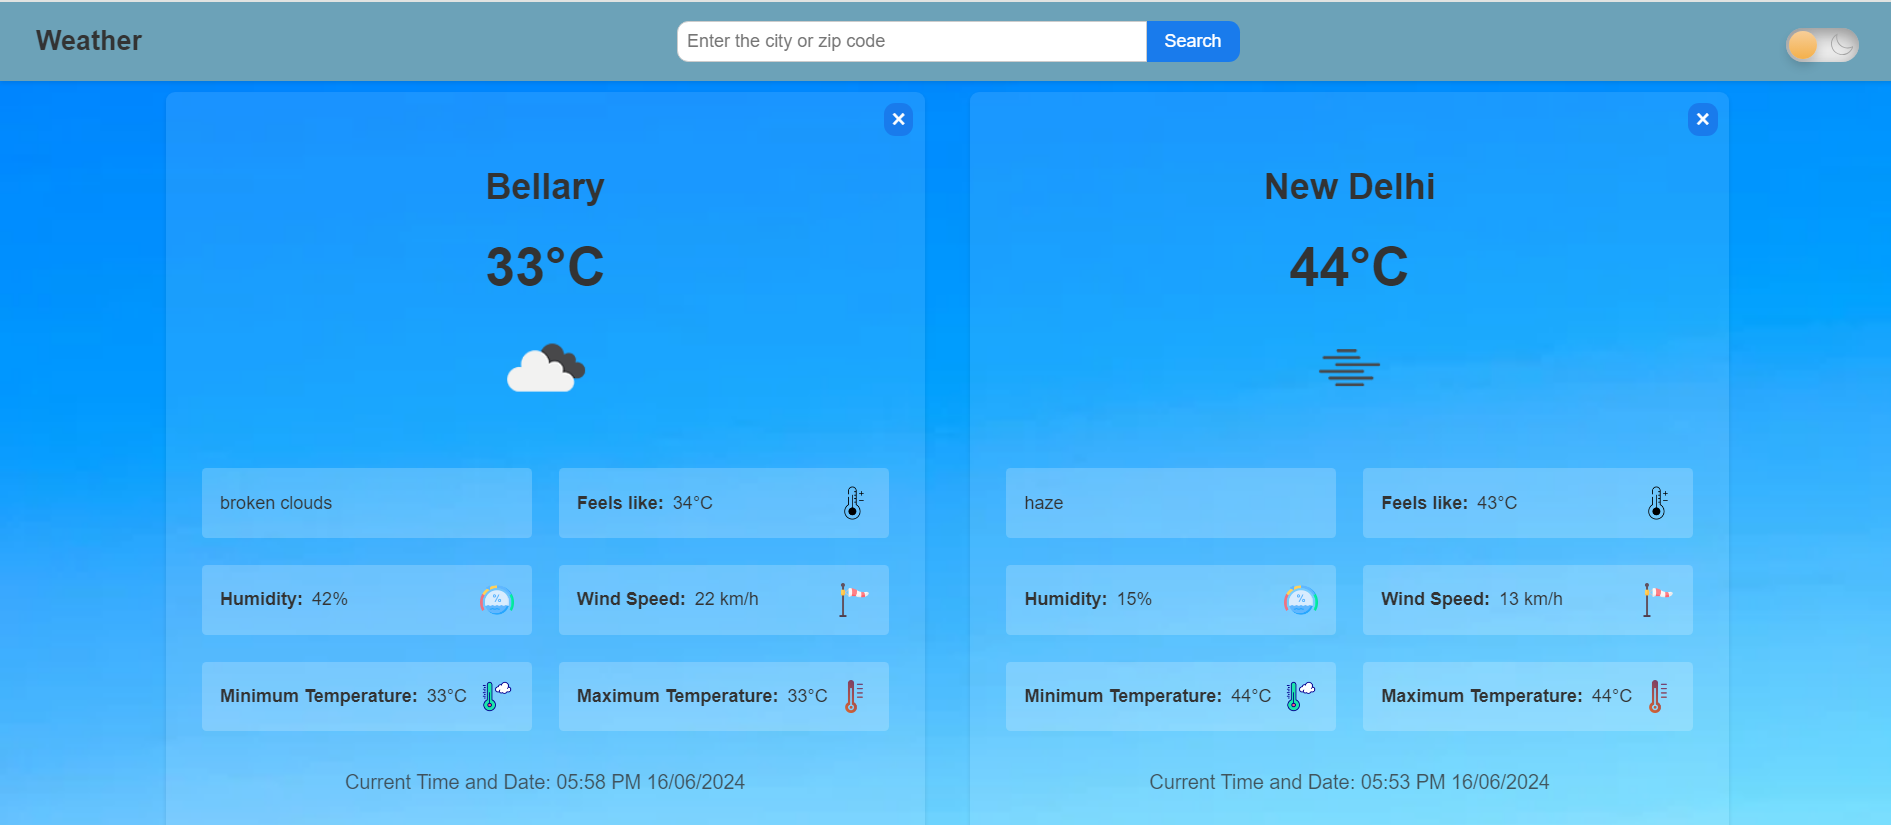 Weather
Enter the city or zip code
Search
Bellary
33°C
broken clouds
Feels like: 34°C
Humidity: 42%
%
Wind Speed: 22 km/h
Minimum Temperature: 33°C
Maximum Temperature: 33°C
Current Time and Date: 05:58 PM 16/06/2024
New Delhi
44°C
haze
Feels like: 43°C
Humidity: 15%
%
Wind Speed: 13 km/h
Minimum Temperature: 44°C
Maximum Temperature: 44°C
Current Time and Date: 05:53 PM 16/06/2024